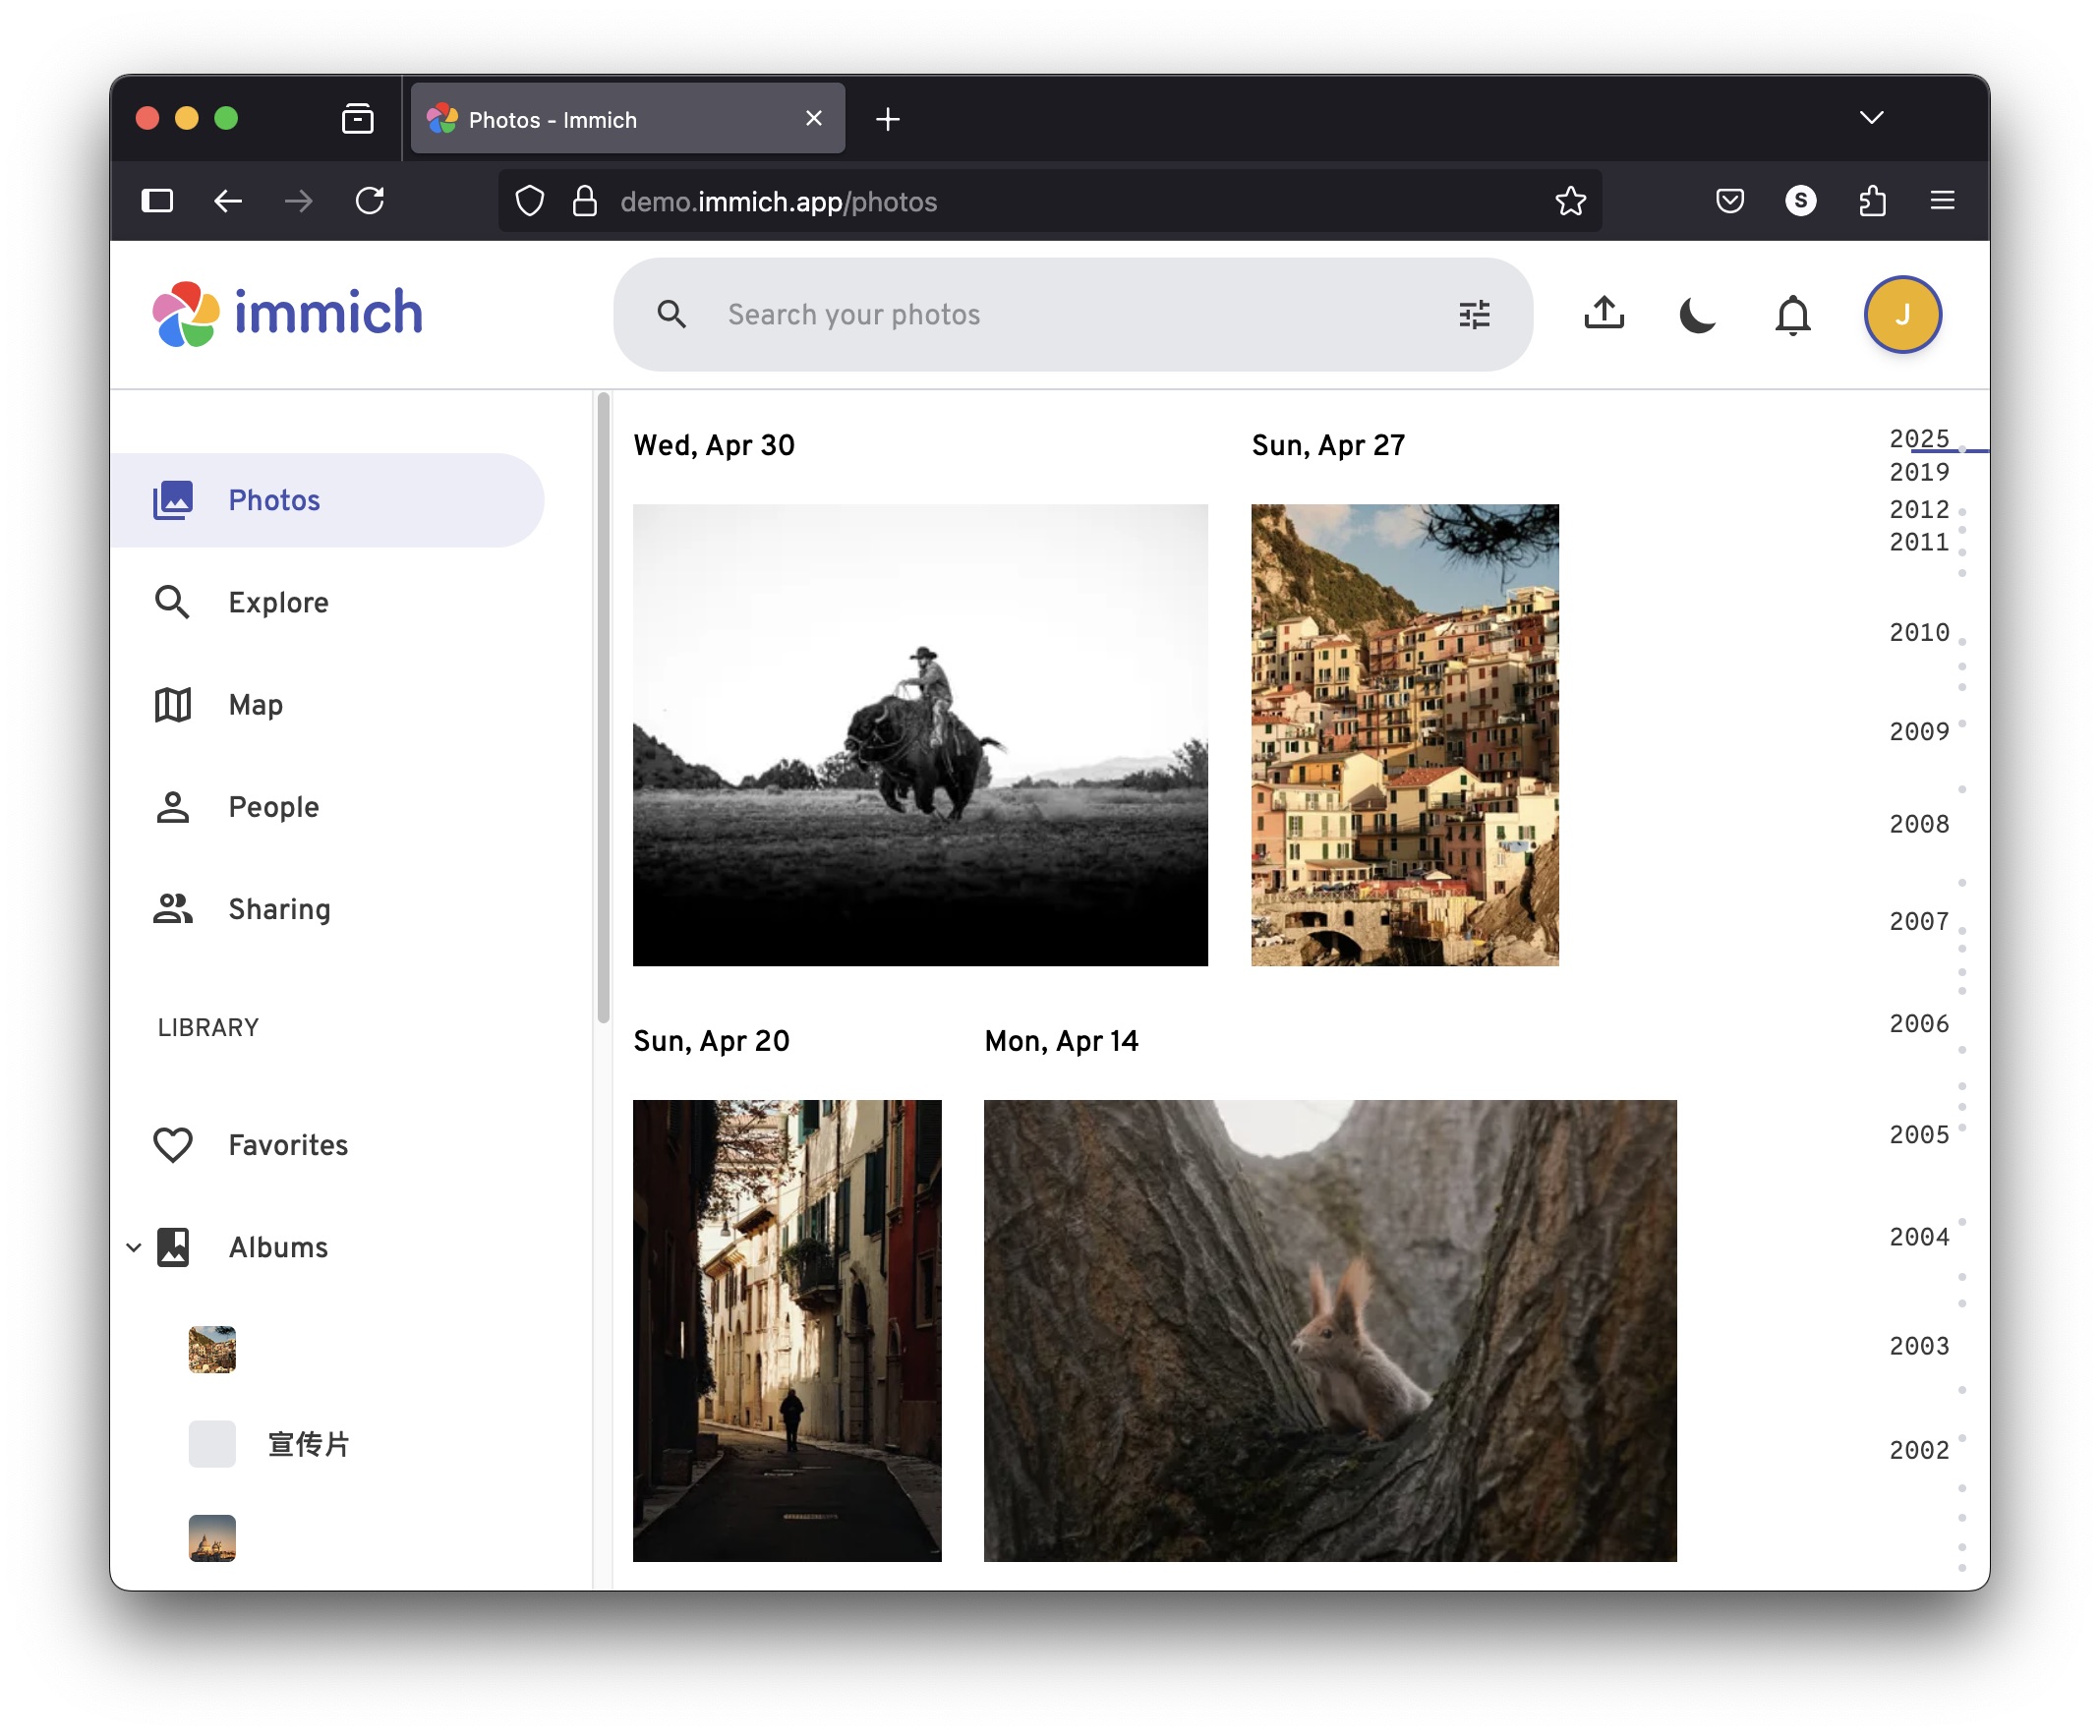 Photos - Immich
demo.immich.app/photos
S
immich
Search your photos
J
Photos
Explore
Map
People
Sharing
LIBRARY
Favorites
Albums
宣传片
Wed, Apr 30
Sun, Apr 27
Sun, Apr 20
Mon, Apr 14
2025
2019
2012
2011
2010
2009
2008
2007
2006
2005
2004
2003
2002